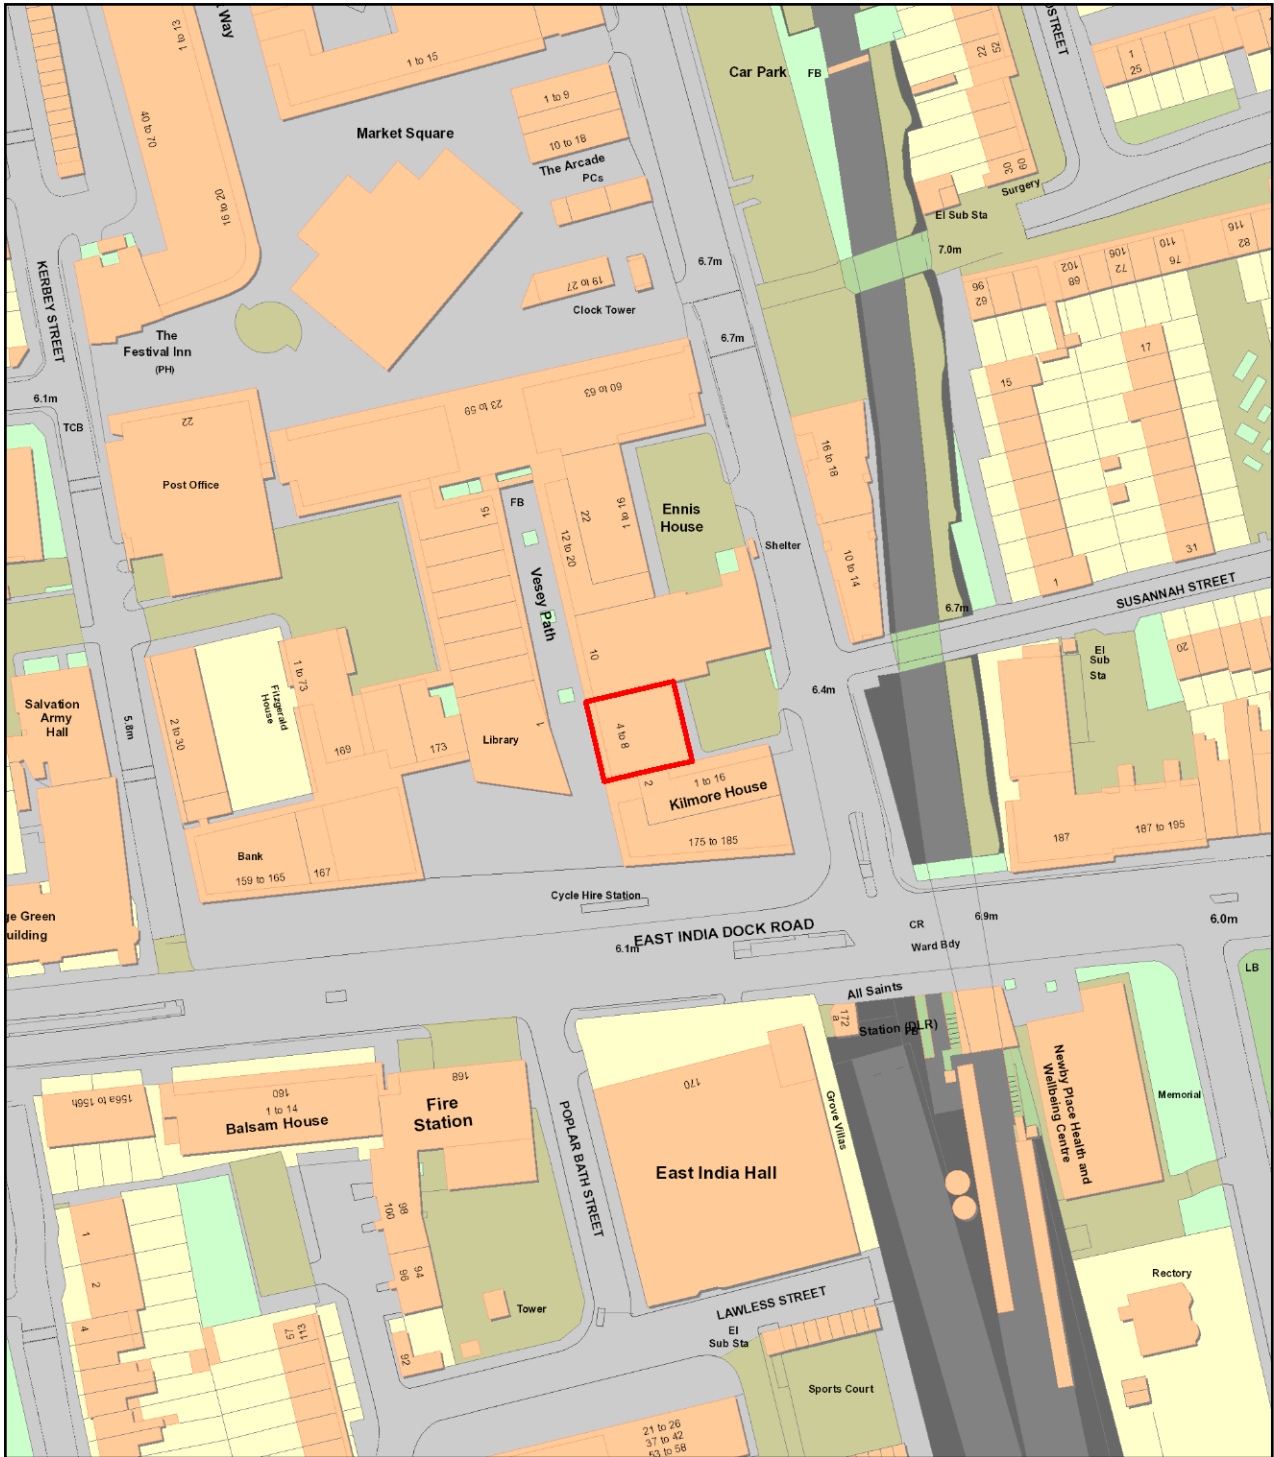 1 to 13
Way
1 to 15
40 to 70
16 to 20
Market Square
1 to 9
10 to 18
The Arcade
PCs
Car Park
FB
22
52
STREET
1
25
30
60
Surgery
El Sub Sta
7.0m
6.7m
19 to 27
Clock Tower
6.7m
KERBEY STREET
The
Festival Inn
(PH)
6.1m
TCB
22
Post Office
23 to 59
60 to 63
96
62
102
68
106
72
110
76
116
82
15
17
16 to 18
10 to 14
15
FB
12 to 20
22
1 to 16
Ennis
House
Shelter
Vesey Path
10
1
31
6.7m
SUSANNAH STREET
El
Sub
Sta
20
6.4m
Salvation
Army
Hall
5.8m
2 to 30
Fitzgerald
House
1 to 73
169
173
Library
1
4 to 8
2
1 to 16
Kilmore House
175 to 185
187
187 to 195
Bank
159 to 165
167
ge Green
uilding
Cycle Hire Station
EAST INDIA DOCK ROAD
6.1m
CR
Ward Bdy
6.9m
6.0m
LB
All Saints
Station (DLR)
FB
172
a
156a to 156h
160
1 to 14
Balsam House
168
Fire
Station
POPLAR BATH STREET
170
East India Hall
Grove Villas
Newby Place Health and
Wellbeing Centre
Memorial
1
2
4
98
100
94
96
92
Tower
113
57
LAWLESS STREET
El
Sub Sta
Sports Court
Rectory
21 to 26
37 to 42
53 to 58